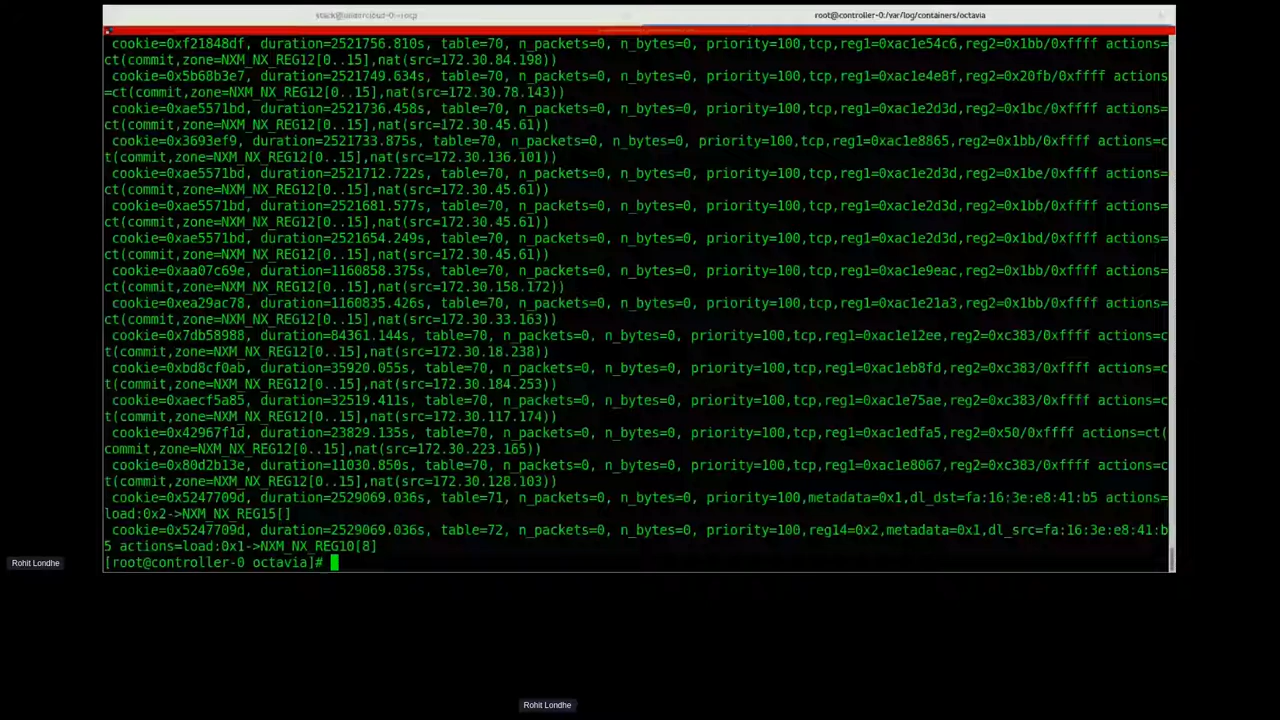 root@controller-0:/var/log/containers/octavia
cookie=0xf21848df, duration=2521756.810s, table=70, n_packets=0, n_bytes=0, priority=100,tcp,reg1=0xac1e54c6,reg2=0x1bb/0xffff actions
=ct(commit,zone=NXM_NX_REG12[0..15],nat(src=172.30.84.198))
cookie=0x5b68b3e7, duration=2521749.634s, table=70, n_packets=0, n_bytes=0, priority=100,tcp,reg1=0xac1e4e8f,reg2=0x20fb/0xffff actions
=ct(commit,zone=NXM_NX_REG12[0..15],nat(src=172.30.78.143))
cookie=0xae5571bd, duration=2521736.458s, table=70, n_packets=0, n_bytes=0, priority=100,tcp,reg1=0xac1e2d3d,reg2=0x1bc/0xffff actions=
ct(commit,zone=NXM_NX_REG12[0..15],nat(src=172.30.45.61))
cookie=0x3693ef9, duration=2521733.875s, table=70, n_packets=0, n_bytes=0, priority=100,tcp,reg1=0xac1e8865,reg2=0x1bb/0xffff actions=c
t(commit,zone=NXM_NX_REG12[0..15],nat(src=172.30.136.101))
cookie=0xae5571bd, duration=2521712.722s, table=70, n_packets=0, n_bytes=0, priority=100,tcp,reg1=0xac1e2d3d,reg2=0x1be/0xffff actions=
ct(commit,zone=NXM_NX_REG12[0..15],nat(src=172.30.45.61))
cookie=0xae5571bd, duration=2521681.577s, table=70, n_packets=0, n_bytes=0, priority=100,tcp,reg1=0xac1e2d3d,reg2=0x1bb/0xffff actions=
ct(commit,zone=NXM_NX_REG12[0..15],nat(src=172.30.45.61))
cookie=0xae5571bd, duration=2521654.249s, table=70, n_packets=0, n_bytes=0, priority=100,tcp,reg1=0xac1e2d3d,reg2=0x1bd/0xffff actions=
ct(commit,zone=NXM_NX_REG12[0..15],nat(src=172.30.45.61))
cookie=0xaa07c69e, duration=1160858.375s, table=70, n_packets=0, n_bytes=0, priority=100,tcp,reg1=0xac1e9eac,reg2=0x1bb/0xffff actions=
ct(commit,zone=NXM_NX_REG12[0..15],nat(src=172.30.158.172))
cookie=0xea29ac78, duration=1160835.426s, table=70, n_packets=0, n_bytes=0, priority=100,tcp,reg1=0xac1e21a3,reg2=0x1bb/0xffff actions=
ct(commit,zone=NXM_NX_REG12[0..15],nat(src=172.30.33.163))
cookie=0x7db58988, duration=84361.144s, table=70, n_packets=0, n_bytes=0, priority=100,tcp,reg1=0xac1e12ee,reg2=0xc383/0xffff actions=c
t(commit,zone=NXM_NX_REG12[0..15],nat(src=172.30.18.238))
cookie=0xbd8cf0ab, duration=35920.055s, table=70, n_packets=0, n_bytes=0, priority=100,tcp,reg1=0xac1eb8fd,reg2=0xc383/0xffff actions=c
t(commit,zone=NXM_NX_REG12[0..15],nat(src=172.30.184.253))
cookie=0xaecf5a85, duration=32519.411s, table=70, n_packets=0, n_bytes=0, priority=100,tcp,reg1=0xac1e75ae,reg2=0xc383/0xffff actions=c
t(commit,zone=NXM_NX_REG12[0..15],nat(src=172.30.117.174))
cookie=0x42967f1d, duration=23829.135s, table=70, n_packets=0, n_bytes=0, priority=100,tcp,reg1=0xac1edfa5,reg2=0x50/0xffff actions=ct(
commit,zone=NXM_NX_REG12[0..15],nat(src=172.30.223.165))
cookie=0x80d2b13e, duration=11030.850s, table=70, n_packets=0, n_bytes=0, priority=100,tcp,reg1=0xac1e8067,reg2=0xc383/0xffff actions=c
t(commit,zone=NXM_NX_REG12[0..15],nat(src=172.30.128.103))
cookie=0x5247709d, duration=2529069.036s, table=71, n_packets=0, n_bytes=0, priority=100,metadata=0x1,dl_dst=fa:16:3e:e8:41:b5 actions=
load:0x2->NXM_NX_REG15[]
cookie=0x5247709d, duration=2529069.036s, table=72, n_packets=0, n_bytes=0, priority=100,reg14=0x2,metadata=0x1,dl_src=fa:16:3e:e8:41:b
5 actions=load:0x1->NXM_NX_REG10[8]
[root@controller-0 octavia]#
Rohit Londhe
Rohit Londhe